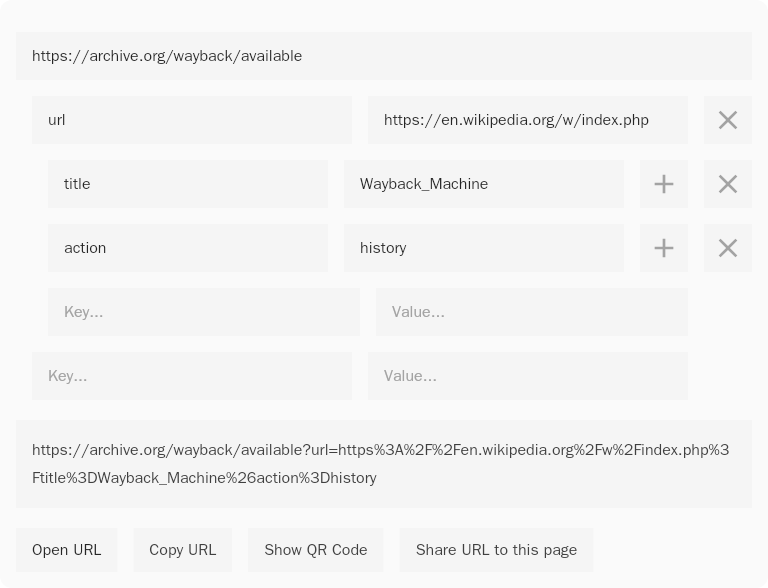 https://archive.org/wayback/available
url https://en.wikipedia.org/w/index.php
title Wayback_Machine
action history
Key... Value...
Key... Value...
https://archive.org/wayback/available?url=https%3A%2F%2Fen.wikipedia.org%2Fw%2Findex.php%3
Ftitle%3DWayback_Machine%26action%3Dhistory
Open URL Copy URL Show QR Code Share URL to this page